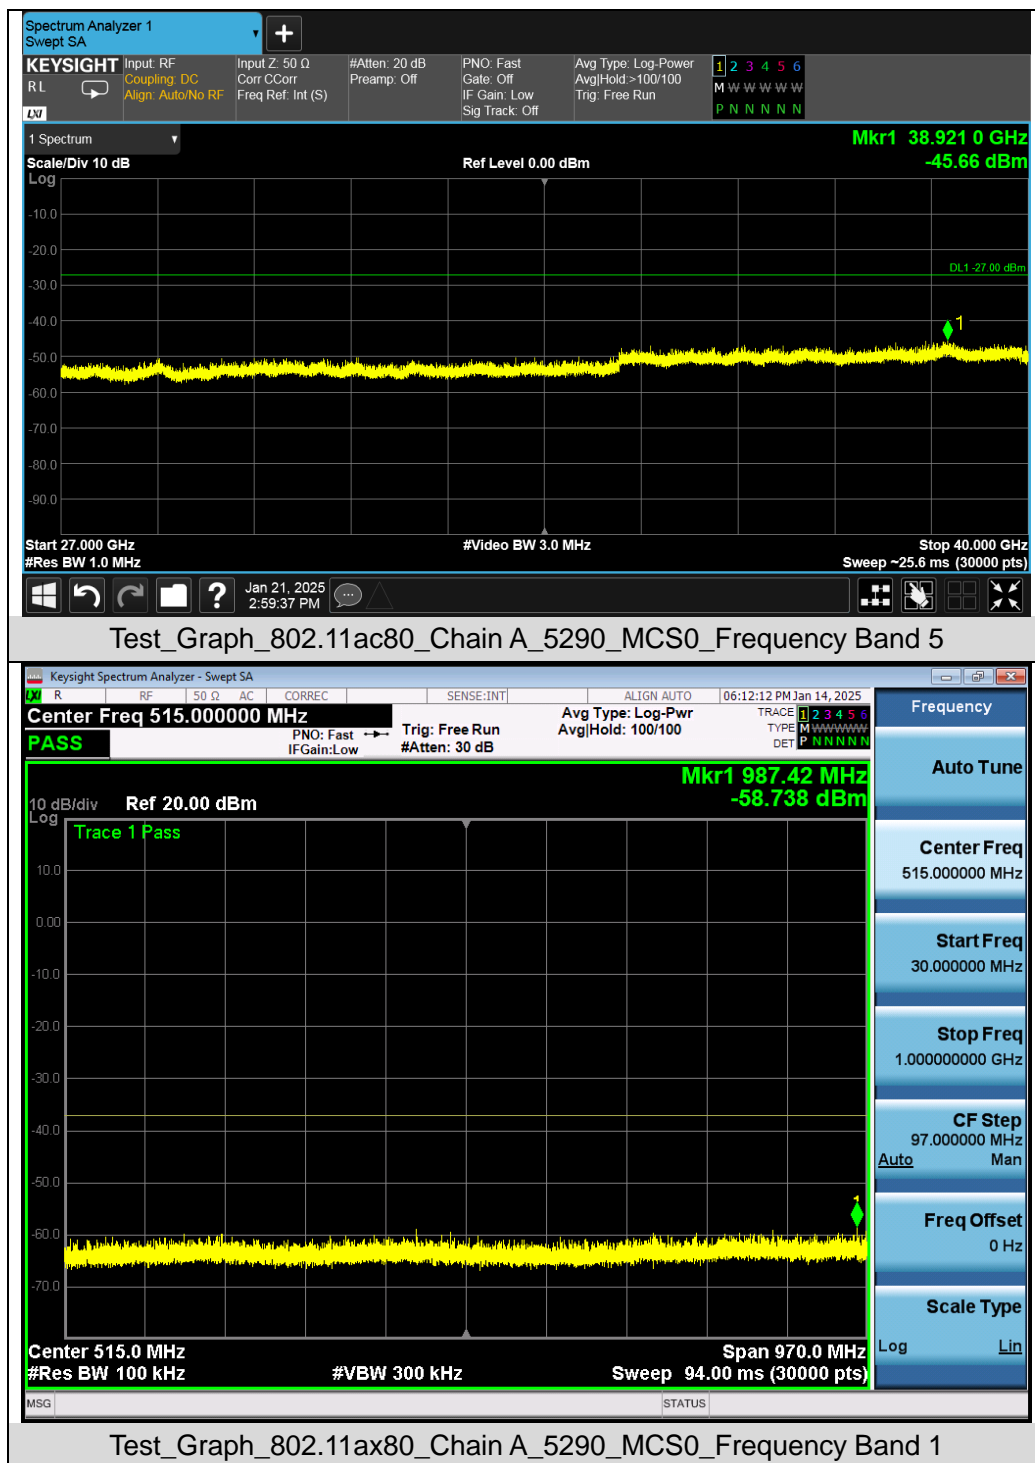 Spectrum Analyzer 1
Swept SA
KEYSIGHT
R L
LXI
Input: RF
Coupling: DC
Align: Auto/No RF
Input Z: 50 Ω
Corr CCorr
Freq Ref: Int (S)
#Atten: 20 dB
Preamp: Off
PNO: Fast
Gate: Off
IF Gain: Low
Sig Track: Off
Avg Type: Log-Power
Avg|Hold:>100/100
Trig: Free Run
1 2 3 4 5 6
M W W W W W
P N N N N N
1 Spectrum
Mkr1 38.921 0 GHz
-45.66 dBm
Scale/Div 10 dB
Ref Level 0.00 dBm
Log
-10.0
-20.0
DL1 -27.00 dBm
-30.0
-40.0
1
-50.0
-60.0
-70.0
-80.0
-90.0
Start 27.000 GHz
#Video BW 3.0 MHz
Stop 40.000 GHz
#Res BW 1.0 MHz
Sweep ~25.6 ms (30000 pts)
?
Jan 21, 2025
2:59:37 PM
Test_Graph_802.11ac80_Chain A_5290_MCS0_Frequency Band 5
Keysight Spectrum Analyzer - Swept SA
LXI R RF 50 Ω AC CORREC SENSE:INT ALIGN AUTO 06:12:12 PM Jan 14, 2025
Center Freq 515.000000 MHz
PASS
PNO: Fast
IFGain:Low
Trig: Free Run
#Atten: 30 dB
Avg Type: Log-Pwr
Avg|Hold: 100/100
TRACE 1 2 3 4 5 6
TYPE M W W W W W
DET P N N N N N
Mkr1 987.42 MHz
-58.738 dBm
10 dB/div
Ref 20.00 dBm
Log
Trace 1 Pass
10.0
0.00
-10.0
-20.0
-30.0
-40.0
-50.0
1
-60.0
-70.0
Center 515.0 MHz
Span 970.0 MHz
#Res BW 100 kHz
#VBW 300 kHz
Sweep 94.00 ms (30000 pts)
MSG
STATUS
Frequency
Auto Tune
Center Freq
515.000000 MHz
Start Freq
30.000000 MHz
Stop Freq
1.000000000 GHz
CF Step
97.000000 MHz
Auto Man
Freq Offset
0 Hz
Scale Type
Log Lin
Test_Graph_802.11ax80_Chain A_5290_MCS0_Frequency Band 1